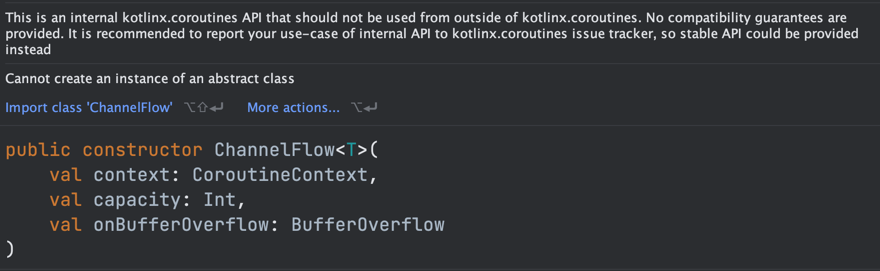 This is an internal kotlinx.coroutines API that should not be used from outside of kotlinx.coroutines. No compatibility guarantees are
provided. It is recommended to report your use-case of internal API to kotlinx.coroutines issue tracker, so stable API could be provided
instead
Cannot create an instance of an abstract class
Import class 'ChannelFlow' ⌥⇧↩ More actions... ⌥↩
public constructor ChannelFlow<T>(
    val context: CoroutineContext,
    val capacity: Int,
    val onBufferOverflow: BufferOverflow
)